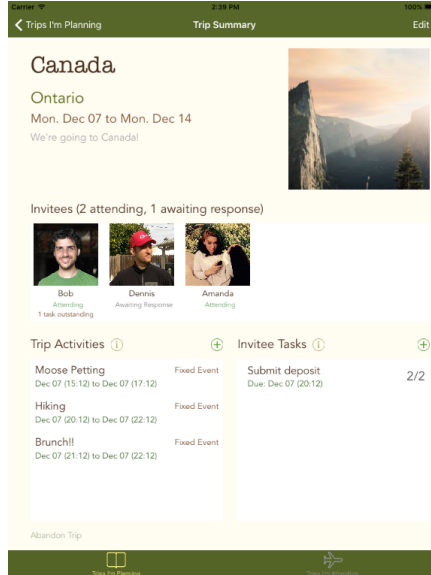 Carrier 2:39 PM 100%
Trips I'm Planning Trip Summary Edit
Canada
Ontario
Mon. Dec 07 to Mon. Dec 14
We're going to Canada!
Invitees (2 attending, 1 awaiting response)
Bob Dennis Amanda
Attending Awaiting Response Attending
1 task outstanding
Trip Activities Invitee Tasks
Moose Petting Fixed Event
Dec 07 (15:12) to Dec 07 (17:12)
Hiking Fixed Event
Dec 07 (20:12) to Dec 07 (22:12)
Brunch!! Fixed Event
Dec 07 (21:12) to Dec 07 (22:12)
Submit deposit 2/2
Due: Dec 07 (20:12)
Abandon Trip
Trips I'm Planning Trips I'm Attending